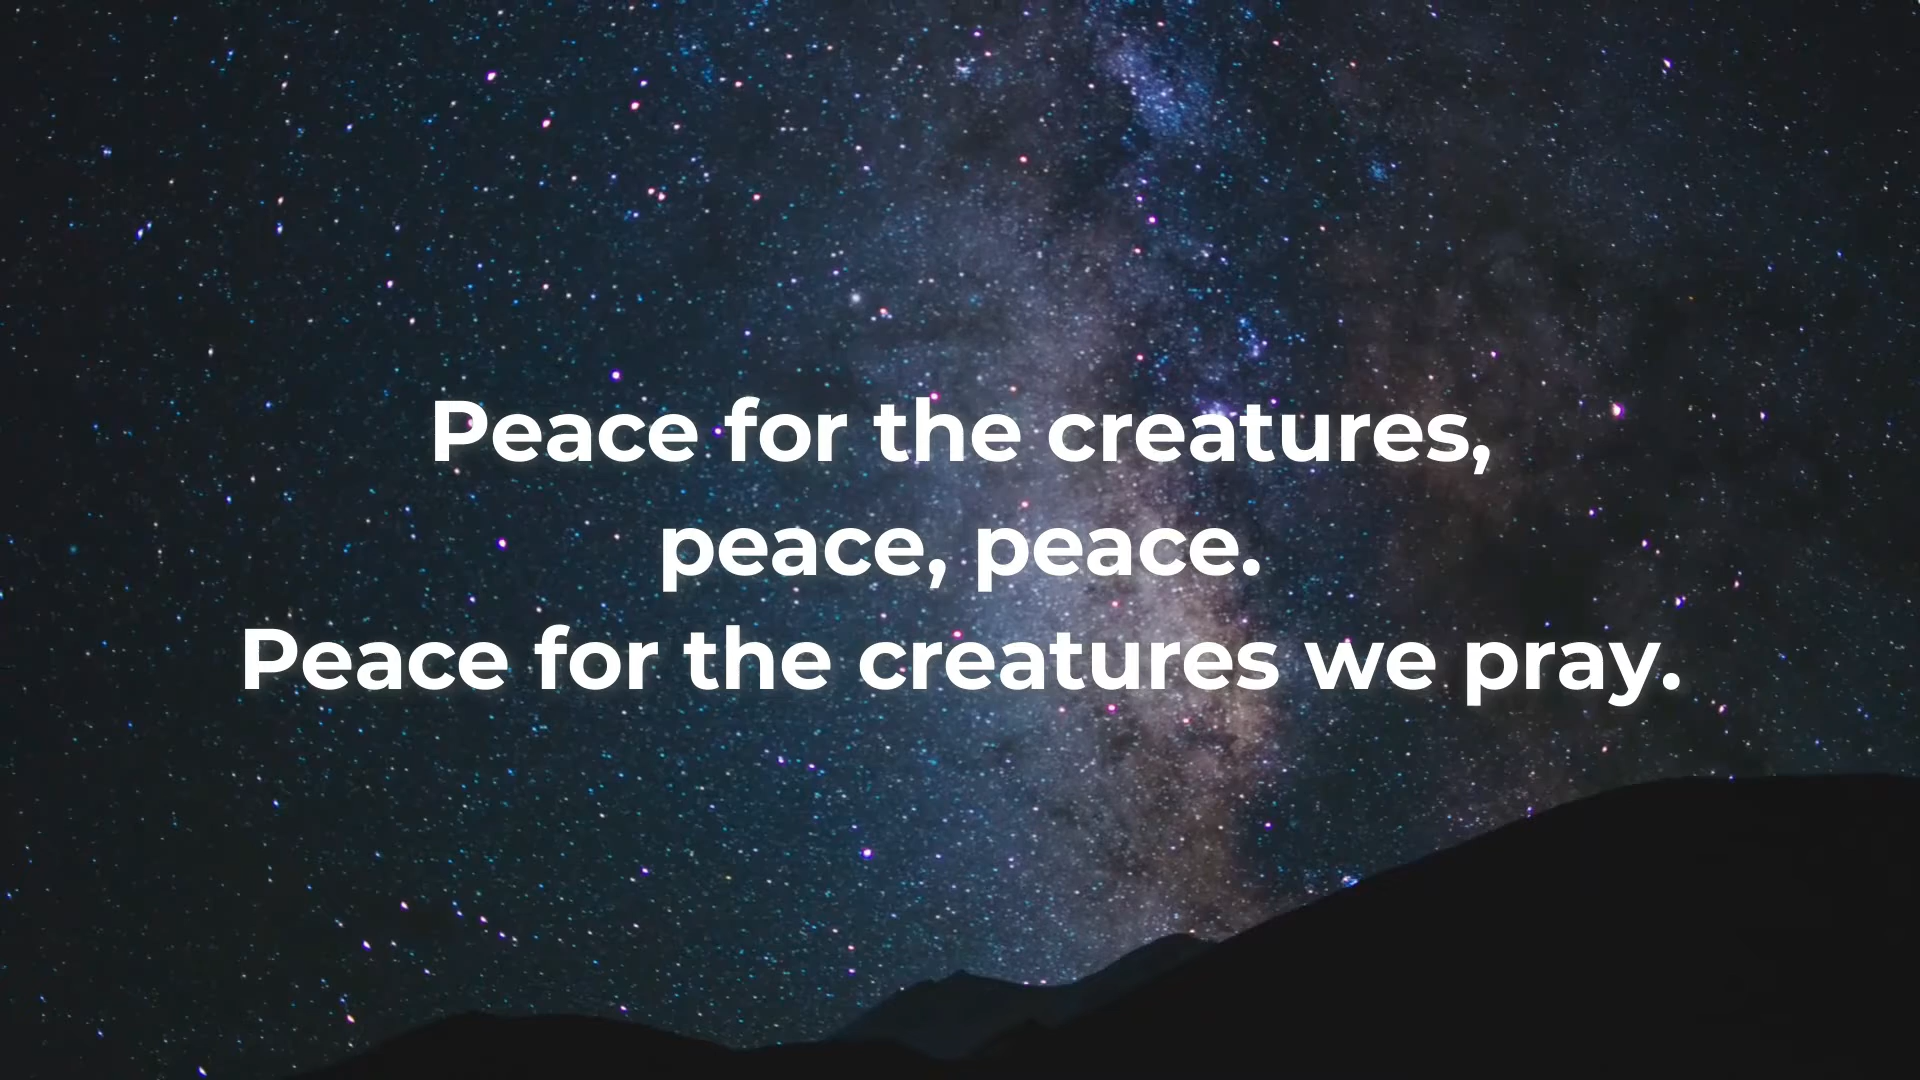 Peace for the creatures,
peace, peace.
Peace for the creatures we pray.